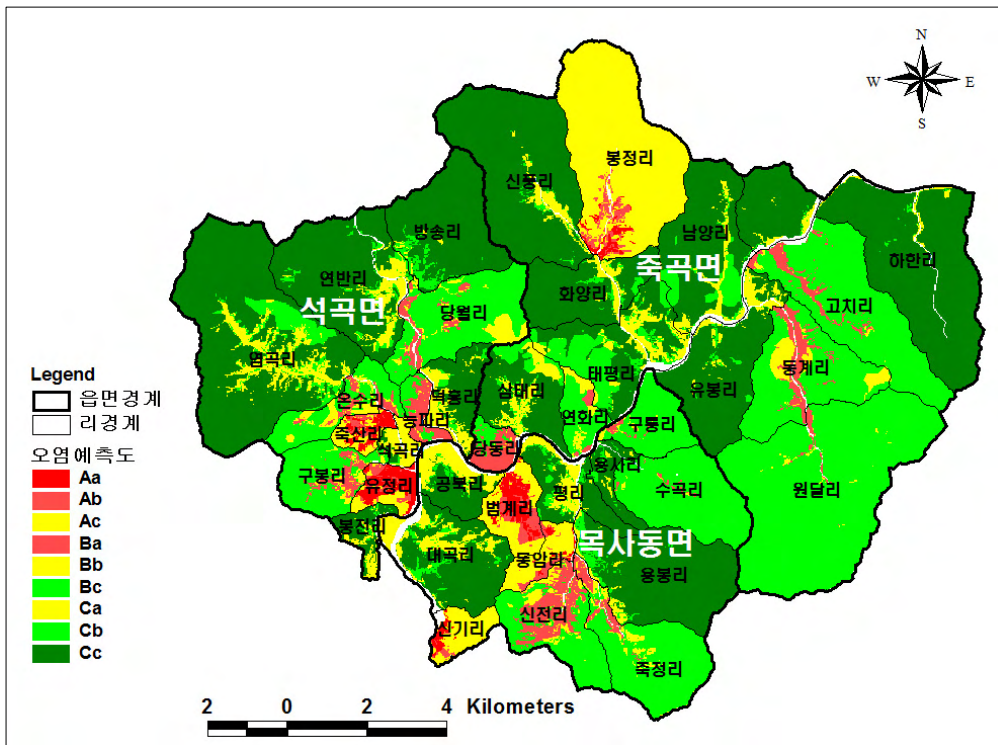 N
W
E
S
봉정리
신풍리
남양리
방송리
하한리
죽곡면
연반리
화양리
고치리
석곡면
당월리
동계리
염곡리
태평리
유봉리
삼태리
온수리
덕흥리
연화리
능파리
구룡리
죽산리
석곡리
당동리
용사리
구봉리
유정리
공북리
평리
수곡리
원달리
범계리
봉전리
목사동면
대곡리
동암리
용봉리
신전리
신기리
죽정리
Legend
읍면경계
리경계
오염예측도
Aa
Ab
Ac
Ba
Bb
Bc
Ca
Cb
Cc
2 0 2 4 Kilometers